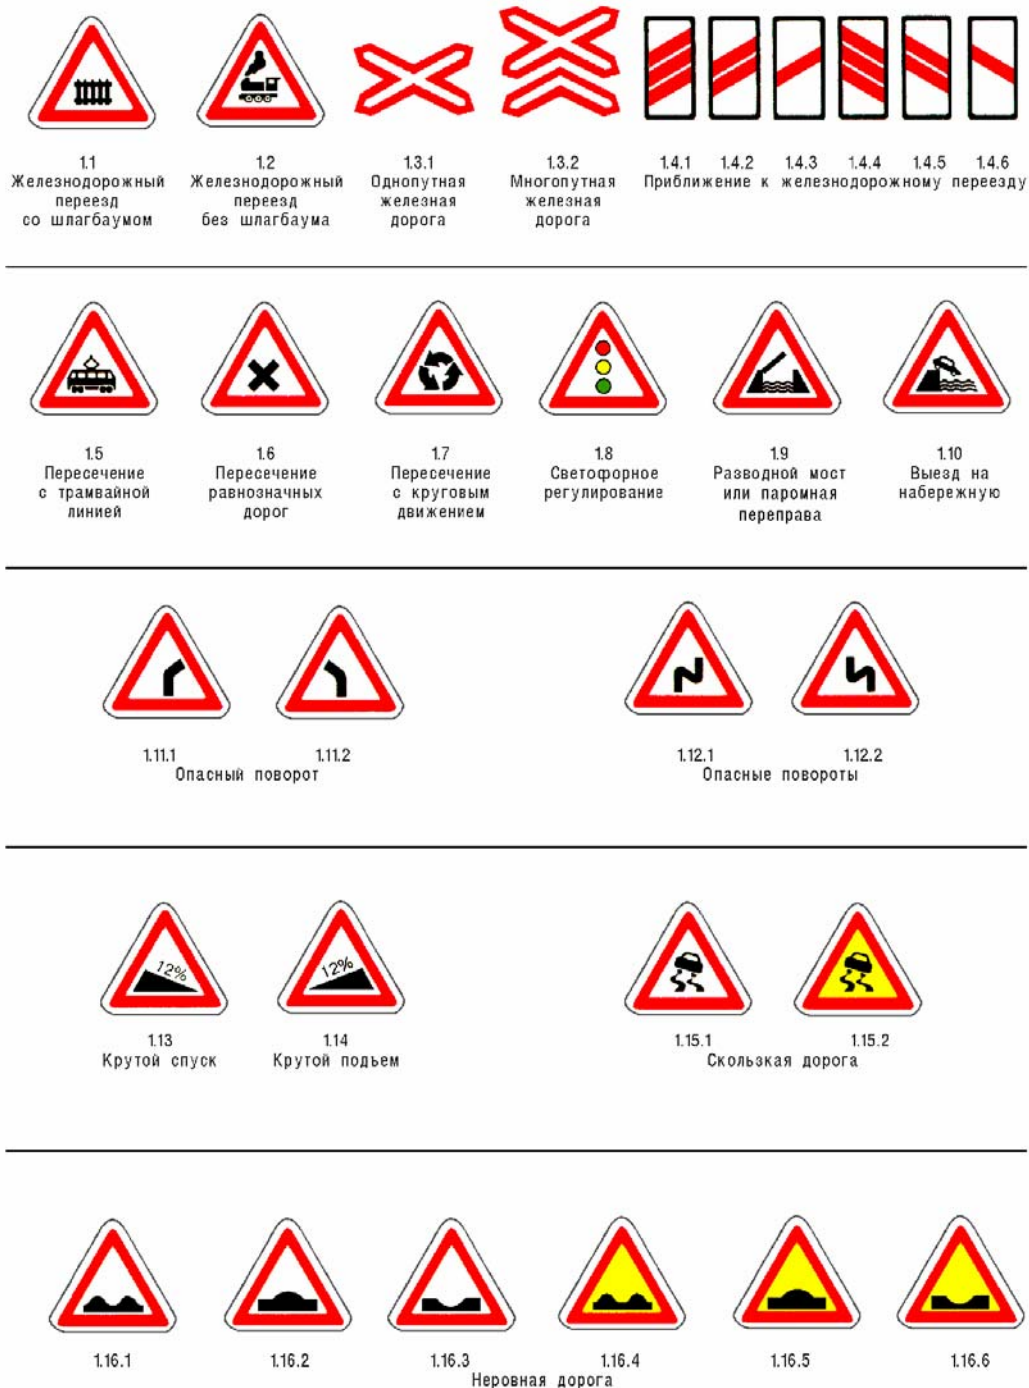 1.1 1.2 1.3.1 1.3.2 1.4.1 1.4.2 1.4.3 1.4.4 1.4.5 1.4.6
Железнодорожный Железнодорожный Однопутная Многопутная Приближение к железнодорожному переезду
переезд переезд железная железная
со шлагбаумом без шлагбаума дорога дорога
1.5 1.6 1.7 1.8 1.9 1.10
Пересечение Пересечение Пересечение Светофорное Разводной мост Выезд на
с трамвайной равнозначных с круговым регулирование или паромная набережную
линией дорог движением переправа
1.11.1 1.11.2 1.12.1 1.12.2
Опасный поворот Опасные повороты
12% 12%
1.13 1.14 1.15.1 1.15.2
Крутой спуск Крутой подъем Скользкая дорога
1.16.1 1.16.2 1.16.3 1.16.4 1.16.5 1.16.6
Неровная дорога